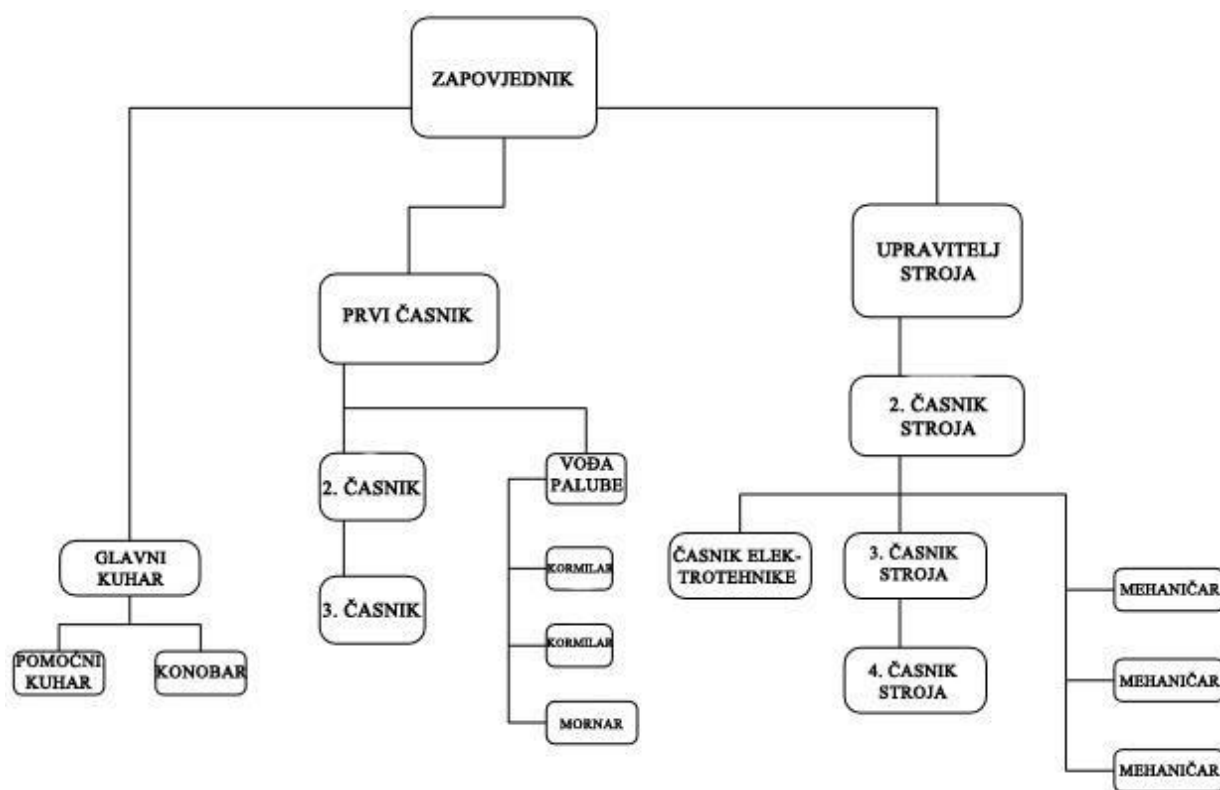 ZAPOVJEDNIK
UPRAVITELJ
STROJA
PRVI ČASNIK
2. ČASNIK
STROJA
2. ČASNIK
VOĐA
PALUBE
GLAVNI
KUHAR
KORMILAR
ČASNIK ELEK-
TROTEHNIKE
3. ČASNIK
STROJA
MEHANIČAR
3. ČASNIK
KORMILAR
POMOĆNI
KUHAR
KONOBAR
4. ČASNIK
STROJA
MEHANIČAR
MORNAR
MEHANIČAR